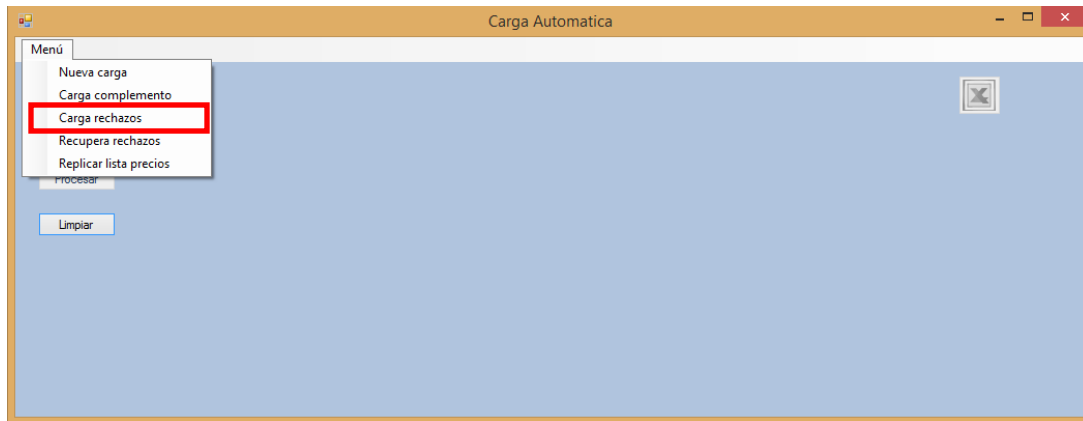 Carga Automatica
Menú
Nueva carga
Carga complemento
Carga rechazos
Recupera rechazos
Replicar lista precios
Procesar
Limpiar